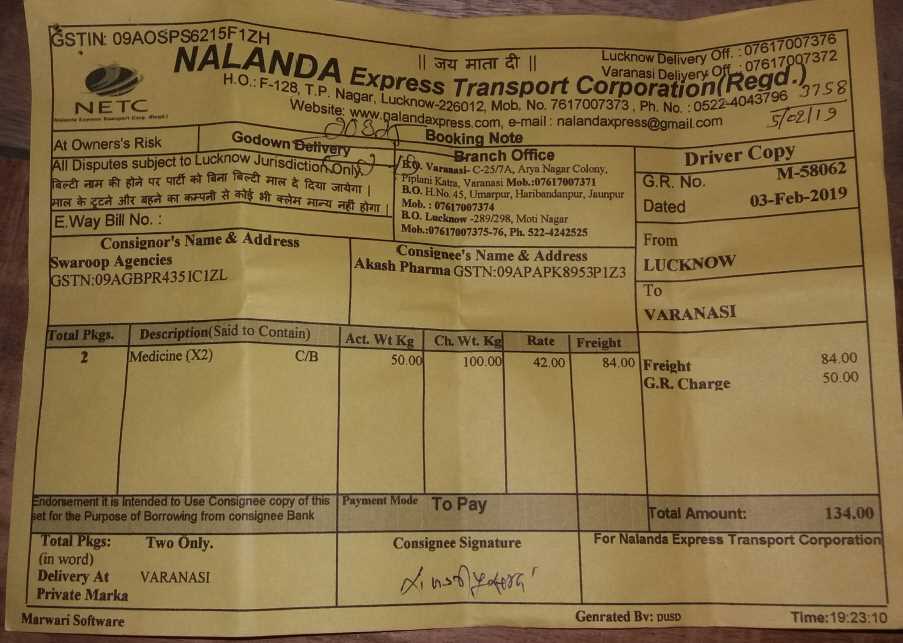 GSTIN: 09AOSPS6215F1ZH
|| जय माता दी ||
Lucknow Delivery Off. : 07617007376
Varanasi Deliyery Off : 07617007372
NALANDA Express Transport Corporation(Regd.)
H.O.: F-128, T.P. Nagar, Lucknow-226012, Mob, No. 7617007373 , Ph. No. : 0522-4043796
Website: www.nalandaxpress.com, e-mail : nalandaxpress@gmail.com
3758
5/02/19
NETC
Nalanda Express Transport Corp. (Regd.)
At Owners's Risk
Godown Delivery
Booking Note
All Disputes subject to Lucknow Jurisdiction Only.
बिल्टी नाम की होने पर पार्टी को बिना बिल्टी माल दे दिया जायेगा |
माल के टूटने और बहने का कम्पनी से कोई भी क्लेम मान्य नहीं होगा |
E.Way Bill No. :
Branch Office
B.O. Varanasi- C-25/7A, Arya Nagar Colony,
Piplani Katra, Varanasi Mob.:07617007371
B.O. H.No. 45, Umarpur, Haribandanpur, Jaunpur
Mob. : 07617007374
B.O. Lucknow -289/298, Moti Nagar
Mob.:07617007375-76, Ph. 522-4242525
Driver Copy
G.R. No. M-58062
Dated 03-Feb-2019
Consignor's Name & Address
Swaroop Agencies
GSTN:09AGBPR4351C1ZL
Consignee's Name & Address
Akash Pharma GSTN:09APAPK8953P1Z3
From
LUCKNOW
To
VARANASI
Total Pkgs. Description(Said to Contain) Act. Wt Kg Ch. Wt. Kg Rate Freight
2 Medicine (X2) C/B 50.00 100.00 42.00 84.00
Freight 84.00
G.R. Charge 50.00
Endorsement it is Intended to Use Consignee copy of this
set for the Purpose of Borrowing from consignee Bank
Payment Mode To Pay
Total Amount: 134.00
Total Pkgs: Two Only.
(in word)
Delivery At VARANASI
Private Marka
Consignee Signature
For Nalanda Express Transport Corporation
Marwari Software
Genrated By: pusp
Time:19:23:10